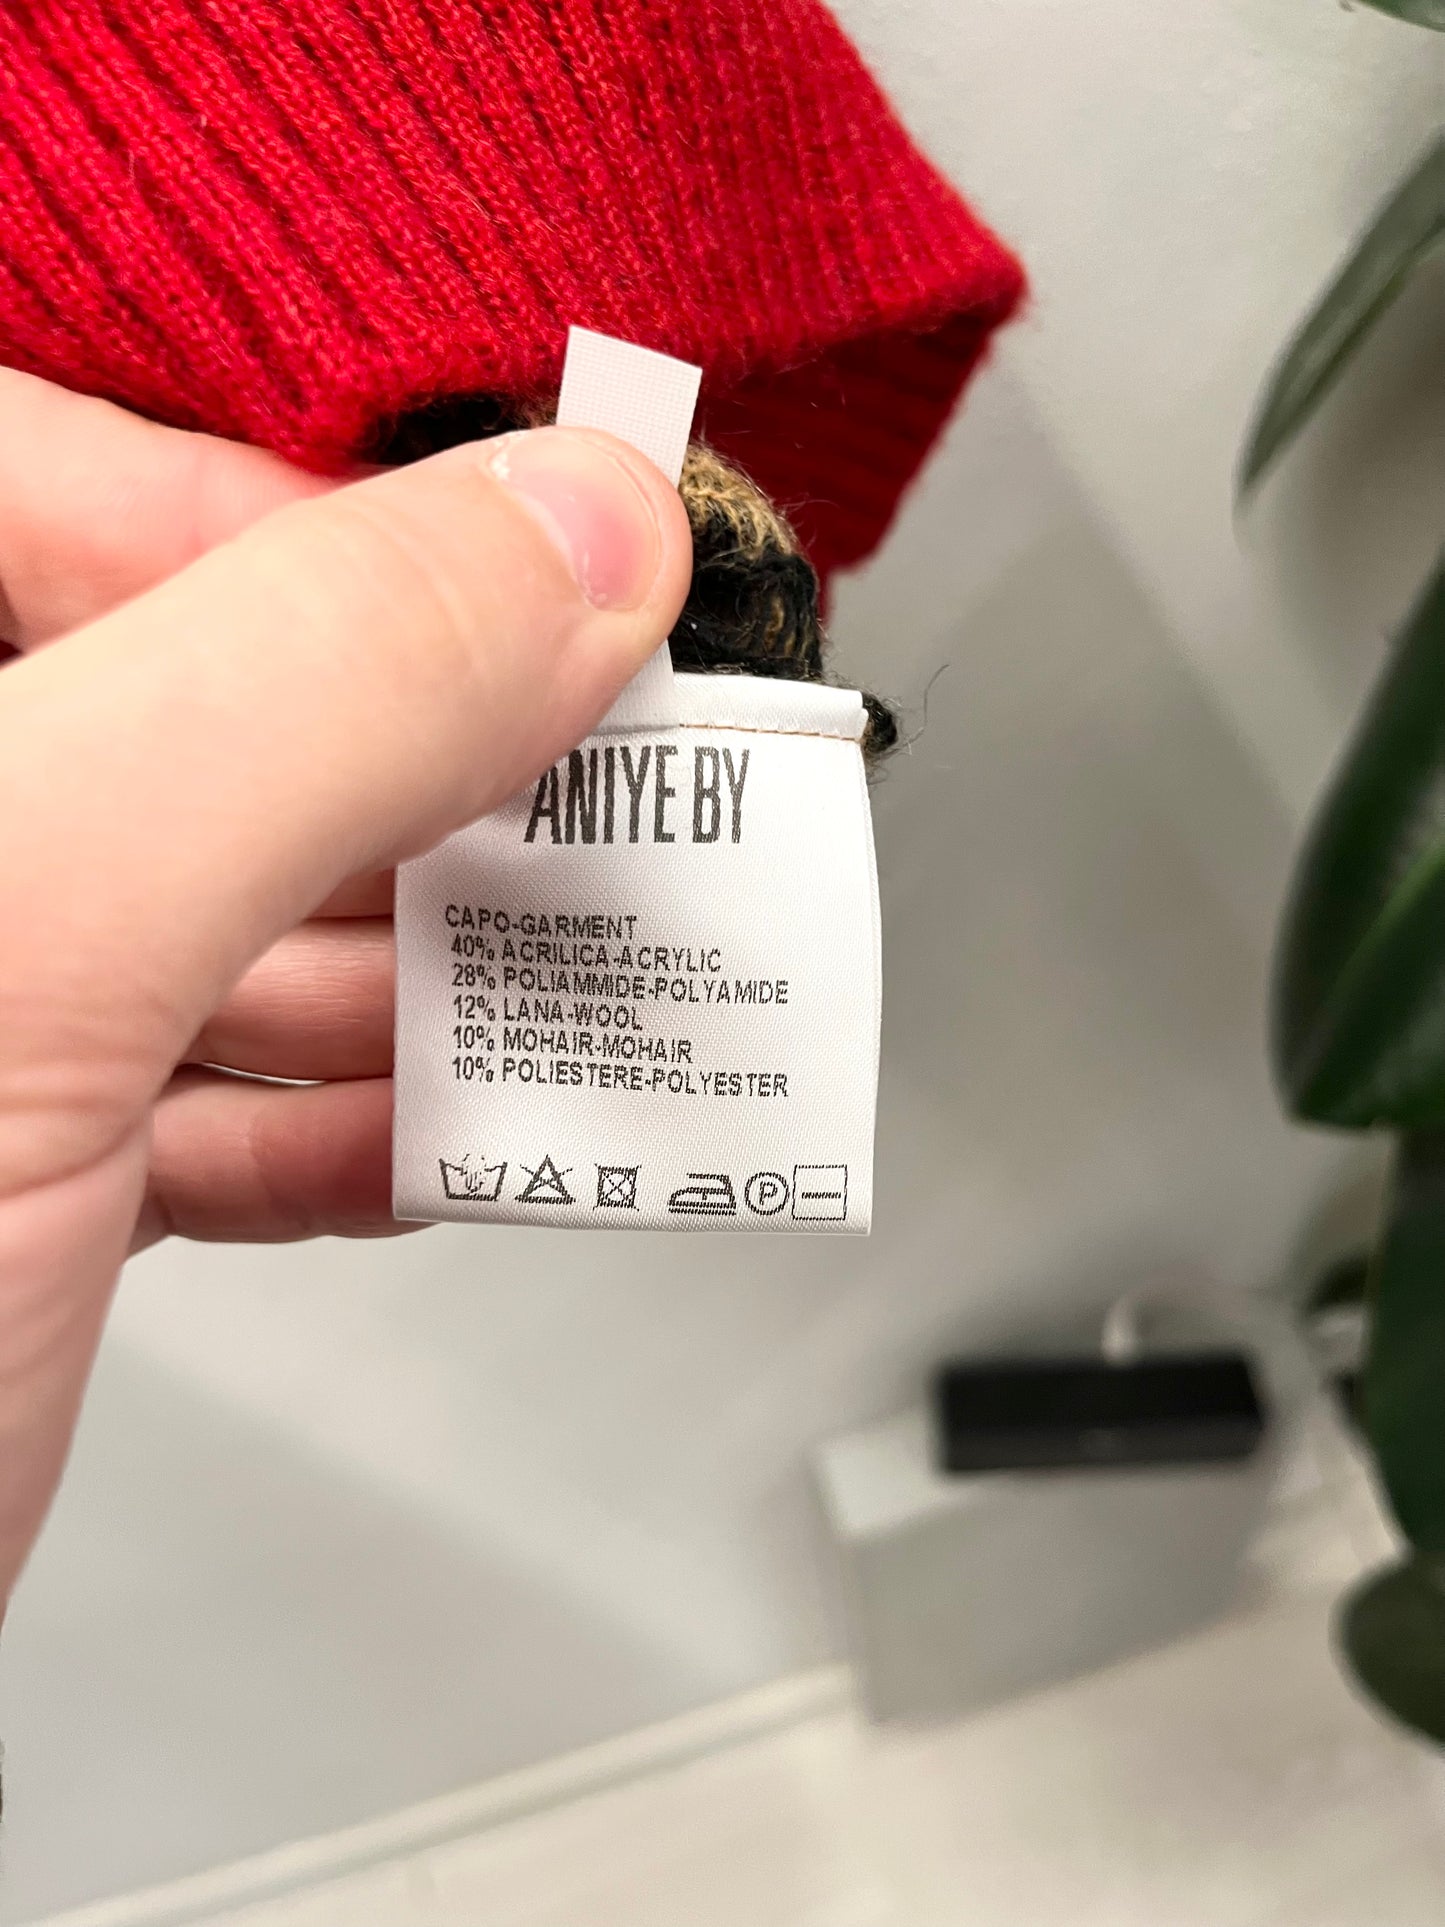 ANIYE BY
CAPO-GARMENT
40% ACRILICA-ACRYLIC
28% POLIAMMIDE-POLYAMIDE
12% LANA-WOOL
10% MOHAIR-MOHAIR
10% POLIESTERE-POLYESTER
P